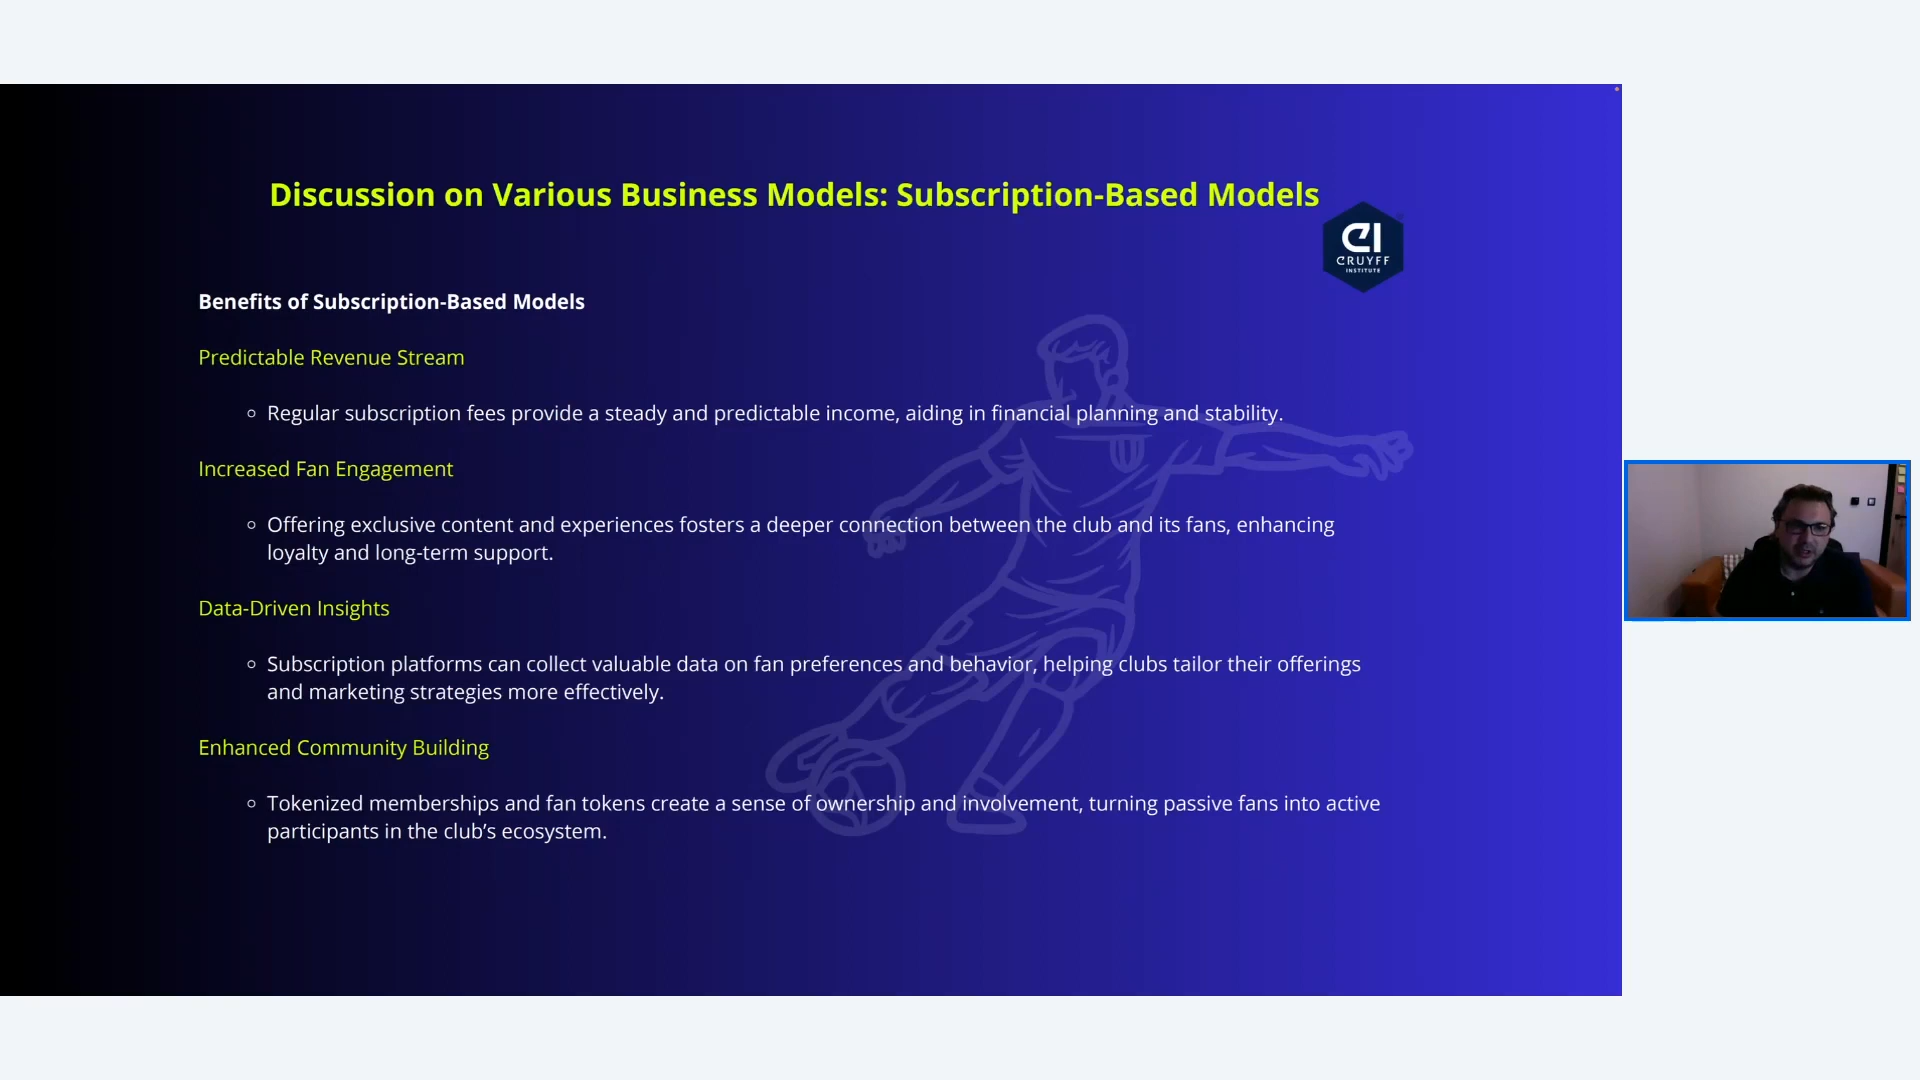 Discussion on Various Business Models: Subscription-Based Models
CI
CRUYFF
INSTITUTE
Benefits of Subscription-Based Models
Predictable Revenue Stream
Regular subscription fees provide a steady and predictable income, aiding in financial planning and stability.
Increased Fan Engagement
Offering exclusive content and experiences fosters a deeper connection between the club and its fans, enhancing
loyalty and long-term support.
Data-Driven Insights
Subscription platforms can collect valuable data on fan preferences and behavior, helping clubs tailor their offerings
and marketing strategies more effectively.
Enhanced Community Building
Tokenized memberships and fan tokens create a sense of ownership and involvement, turning passive fans into active
participants in the club’s ecosystem.